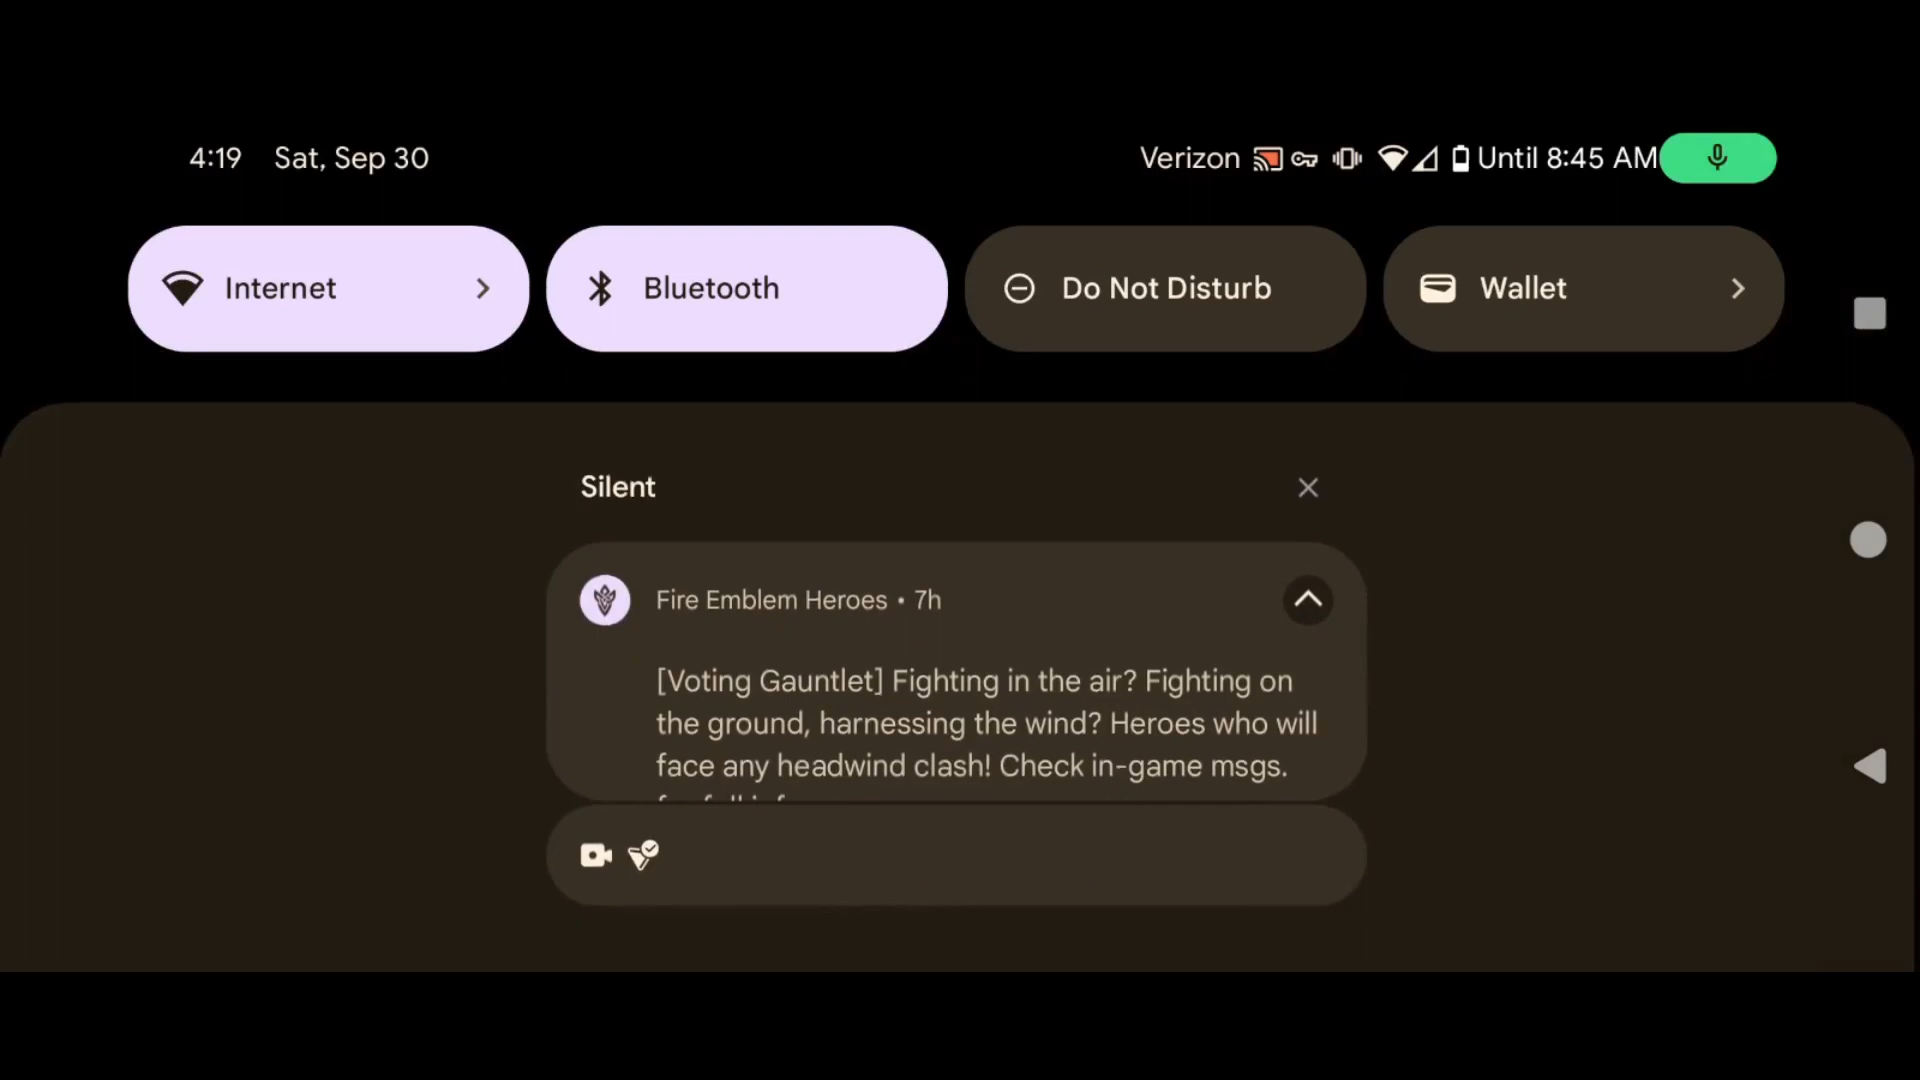 4:19 Sat, Sep 30
Verizon Until 8:45 AM
Internet
Bluetooth
Do Not Disturb
Wallet
Silent
Fire Emblem Heroes • 7h
[Voting Gauntlet] Fighting in the air? Fighting on
the ground, harnessing the wind? Heroes who will
face any headwind clash! Check in-game msgs.